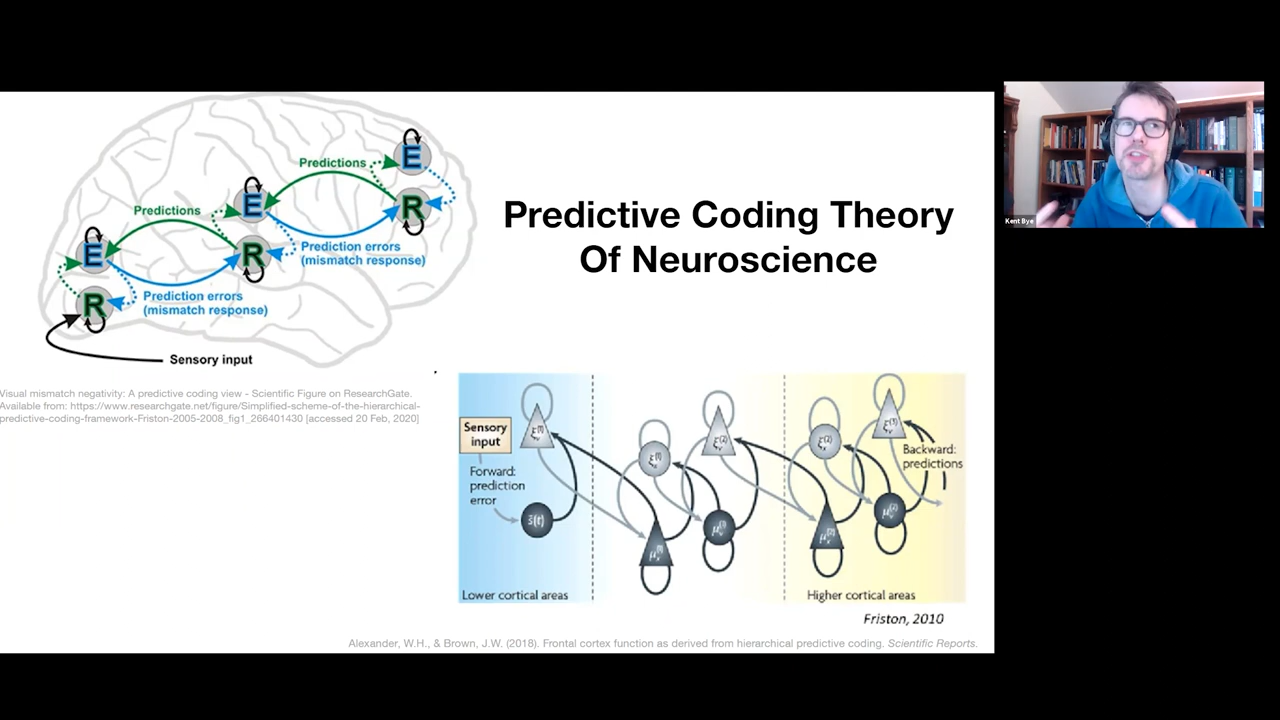 Predictions
E
Predictions
E
R
E
R
Prediction errors
(mismatch response)
R
Prediction errors
(mismatch response)
Sensory input
Predictive Coding Theory
Of Neuroscience
Kent Bye
Visual mismatch negativity: A predictive coding view - Scientific Figure on ResearchGate.
Available from: https://www.researchgate.net/figure/Simplified-scheme-of-the-hierarchical-
predictive-coding-framework-Friston-2005-2008_fig1_266401430 [accessed 20 Feb, 2020]
Sensory
input
Forward:
prediction
error
Backward:
predictions
Lower cortical areas
Higher cortical areas
Friston, 2010
Alexander, W.H., & Brown, J.W. (2018). Frontal cortex function as derived from hierarchical predictive coding. Scientific Reports.